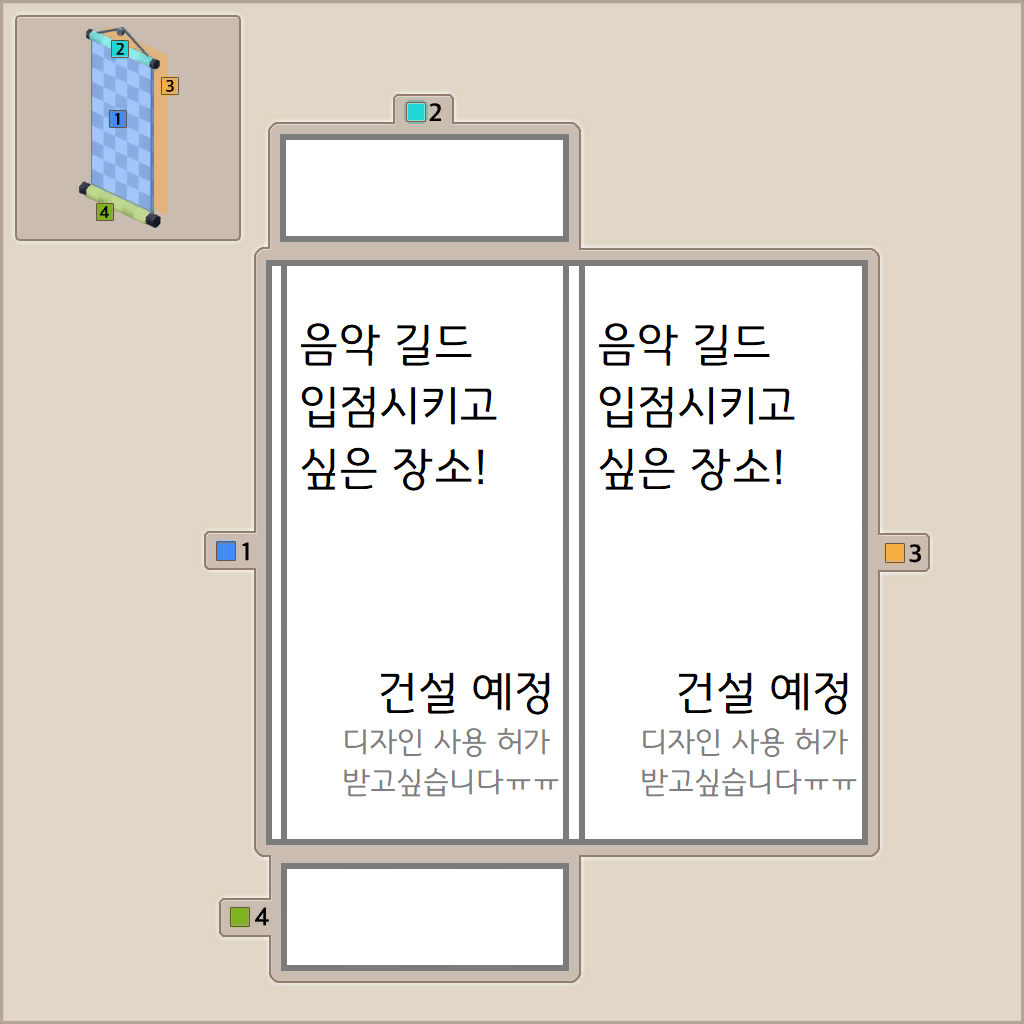 2
3
1
4
2
음악 길드
입점시키고
싶은 장소!
건설 예정
디자인 사용 허가
받고싶습니다ㅠㅠ
음악 길드
입점시키고
싶은 장소!
건설 예정
디자인 사용 허가
받고싶습니다ㅠㅠ
1
3
4